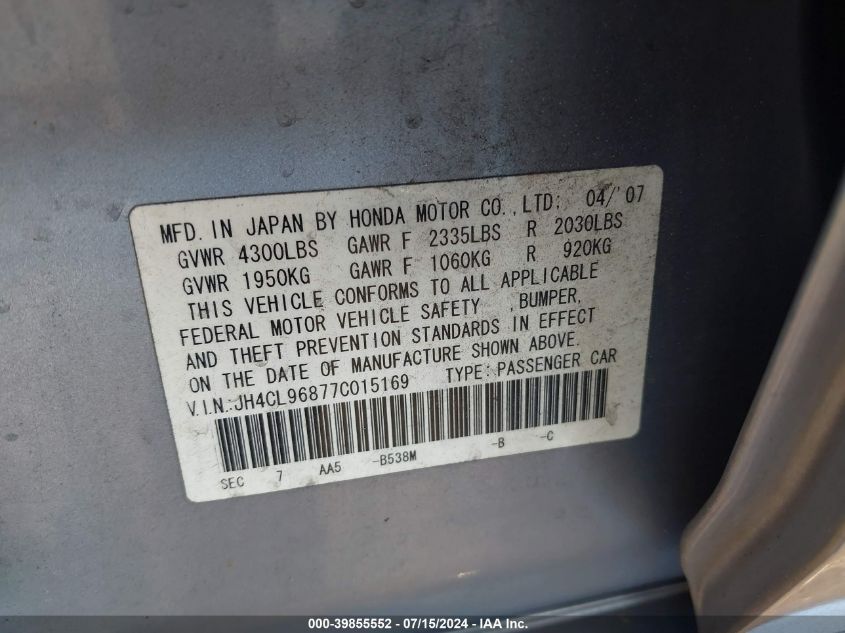 MFD. IN JAPAN BY HONDA MOTOR CO.,LTD: 04/'07
GVWR 4300LBS GAWR F 2335LBS R 2030LBS
GVWR 1950KG GAWR F 1060KG R 920KG
THIS VEHICLE CONFORMS TO ALL APPLICABLE
FEDERAL MOTOR VEHICLE SAFETY ,BUMPER,
AND THEFT PREVENTION STANDARDS IN EFFECT
ON THE DATE OF MANUFACTURE SHOWN ABOVE.
V.I.N.:JH4CL96877C015169 TYPE:PASSENGER CAR
SEC 7 AA5 -B538M -B -C
000-39855552 - 07/15/2024 - IAA Inc.